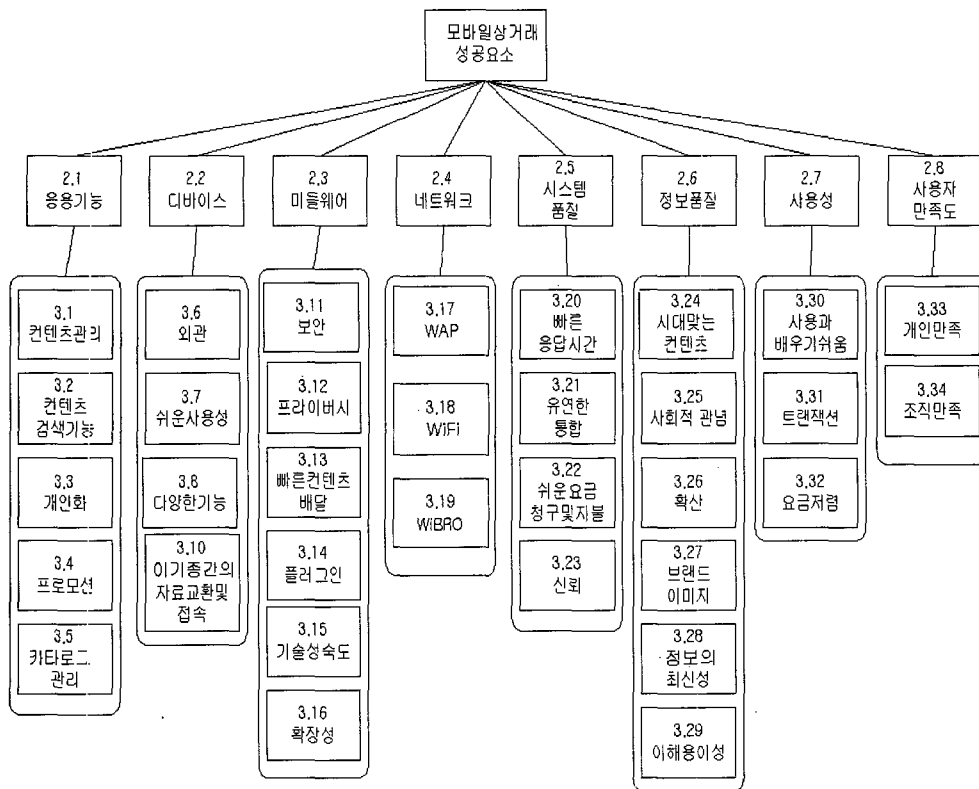 모바일상거래
성공요소
2.1
응용기능
2.2
디바이스
2.3
미들웨어
2.4
네트워크
2.5
시스템
품질
2.6
정보품질
2.7
사용성
2.8
사용자
만족도
3.1
컨텐츠관리
3.2
컨텐츠
검색기능
3.3
개인화
3.4
프로모션
3.5
카타로그
관리
3.6
외관
3.7
쉬운사용성
3.8
다양한기능
3.10
이기종간의
자료교환및
접속
3.11
보안
3.12
프라이버시
3.13
빠른컨텐츠
배달
3.14
플러그인
3.15
기술성숙도
3.16
확장성
3.17
WAP
3.18
WiFi
3.19
WiBRO
3.20
빠른
응답시간
3.21
유연한
통합
3.22
쉬운요금
청구및지불
3.23
신뢰
3.24
시대맞는
컨텐츠
3.25
사회적 관념
3.26
확산
3.27
브랜드
이미지
3.28
정보의
최신성
3.29
이해용이성
3.30
사용과
배우기쉬움
3.31
트랜잭션
3.32
요금저렴
3.33
개인만족
3.34
조직만족